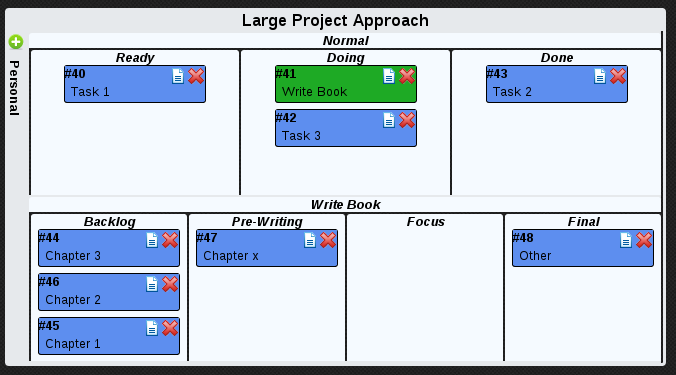 Large Project Approach
Personal
Normal
Ready
Doing
Done
#40
Task 1
#41
Write Book
#42
Task 3
#43
Task 2
Write Book
Backlog
Pre-Writing
Focus
Final
#44
Chapter 3
#46
Chapter 2
#45
Chapter 1
#47
Chapter x
#48
Other